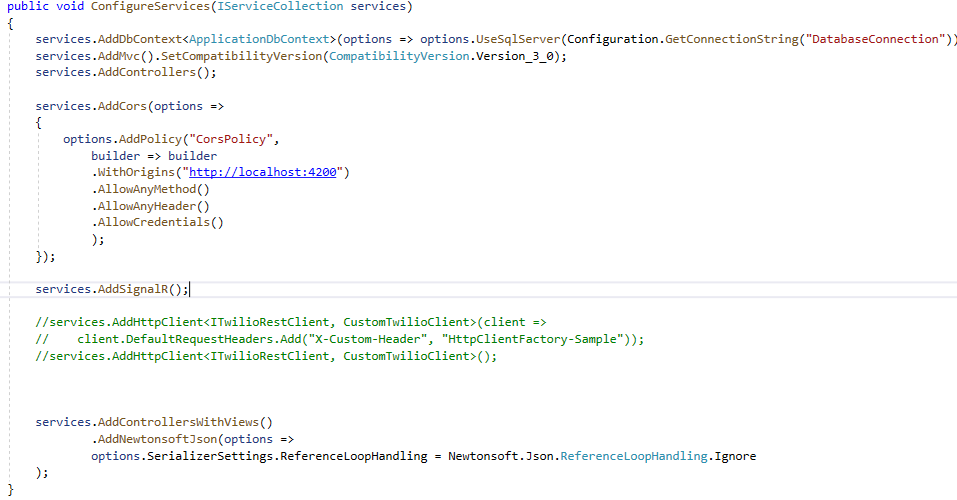 public void ConfigureServices(IServiceCollection services)
{
services.AddDbContext<ApplicationDbContext>(options => options.UseSqlServer(Configuration.GetConnectionString("DatabaseConnection"))
services.AddMvc().SetCompatibilityVersion(CompatibilityVersion.Version_3_0);
services.AddControllers();
services.AddCors(options =>
{
options.AddPolicy("CorsPolicy",
builder => builder
.WithOrigins("http://localhost:4200")
.AllowAnyMethod()
.AllowAnyHeader()
.AllowCredentials()
);
});
services.AddSignalR();
//services.AddHttpClient<ITwilioRestClient, CustomTwilioClient>(client =>
//    client.DefaultRequestHeaders.Add("X-Custom-Header", "HttpClientFactory-Sample"));
//services.AddHttpClient<ITwilioRestClient, CustomTwilioClient>();
services.AddControllersWithViews()
.AddNewtonsoftJson(options =>
options.SerializerSettings.ReferenceLoopHandling = Newtonsoft.Json.ReferenceLoopHandling.Ignore
);
}